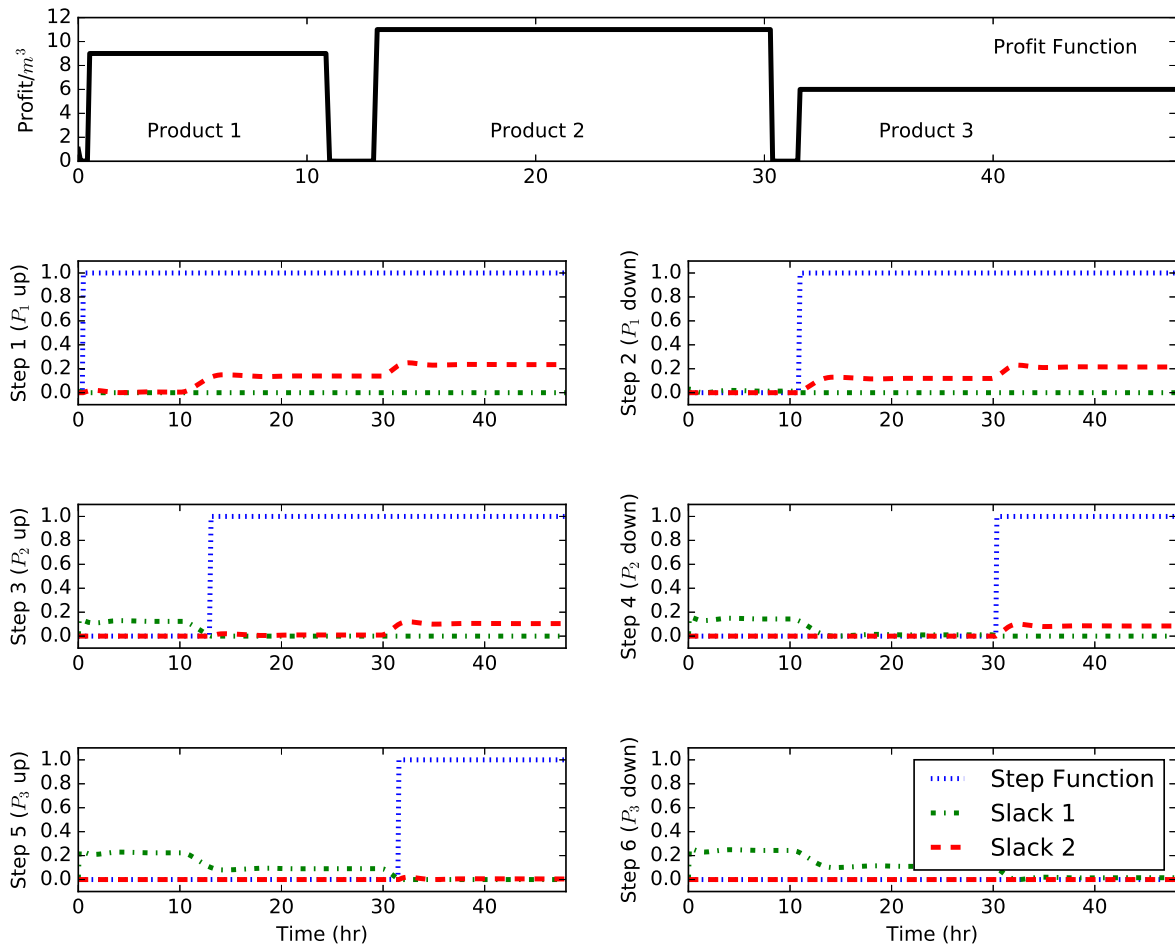 12
10
8
6
4
2
0
Profit/m³
Profit Function
Product 1
Product 2
Product 3
0 10 20 30 40
Step 1 (P₁ up)
1.0
0.8
0.6
0.4
0.2
0.0
0 10 20 30 40
Step 2 (P₁ down)
1.0
0.8
0.6
0.4
0.2
0.0
0 10 20 30 40
Step 3 (P₂ up)
1.0
0.8
0.6
0.4
0.2
0.0
0 10 20 30 40
Step 4 (P₂ down)
1.0
0.8
0.6
0.4
0.2
0.0
0 10 20 30 40
Step 5 (P₃ up)
1.0
0.8
0.6
0.4
0.2
0.0
0 10 20 30 40
Time (hr)
Step 6 (P₃ down)
1.0
0.8
0.6
0.4
0.2
0.0
Step Function
Slack 1
Slack 2
0 10 20 30 40
Time (hr)